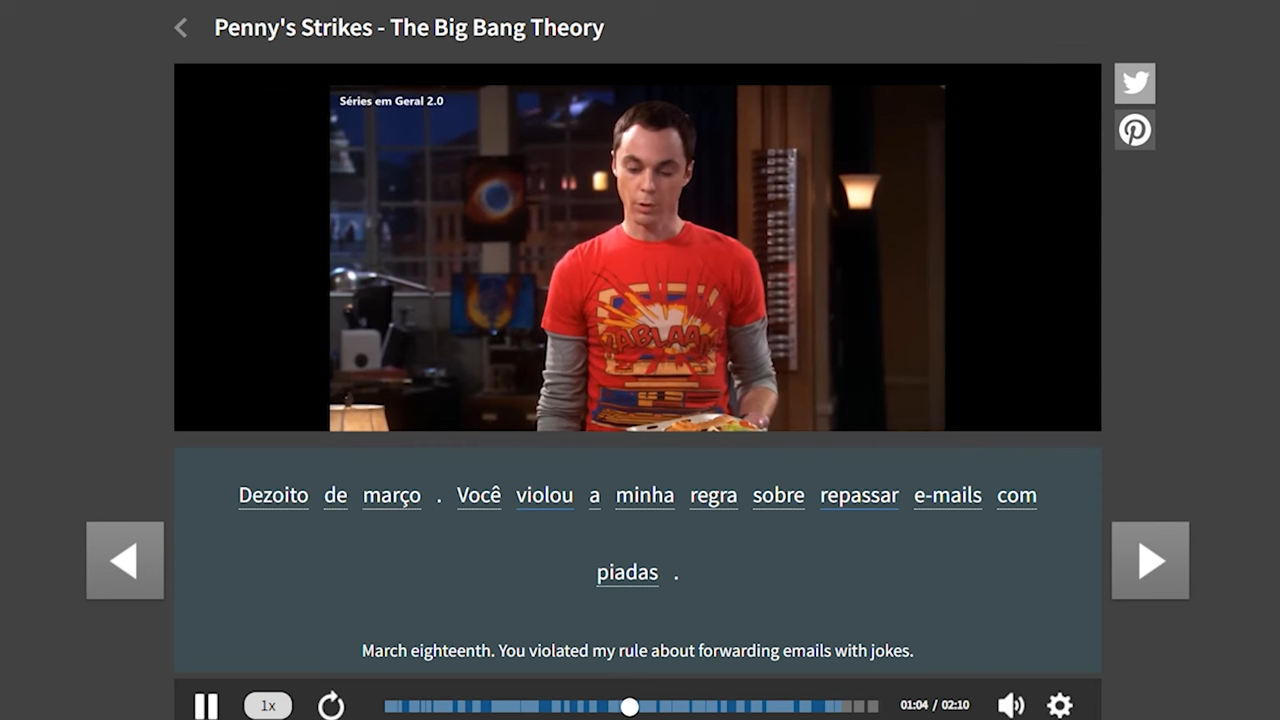 Penny's Strikes - The Big Bang Theory
Séries em Geral 2.0
Dezoito de março . Você violou a minha regra sobre repassar e-mails com
piadas .
March eighteenth. You violated my rule about forwarding emails with jokes.
1x
01:04 / 02:10